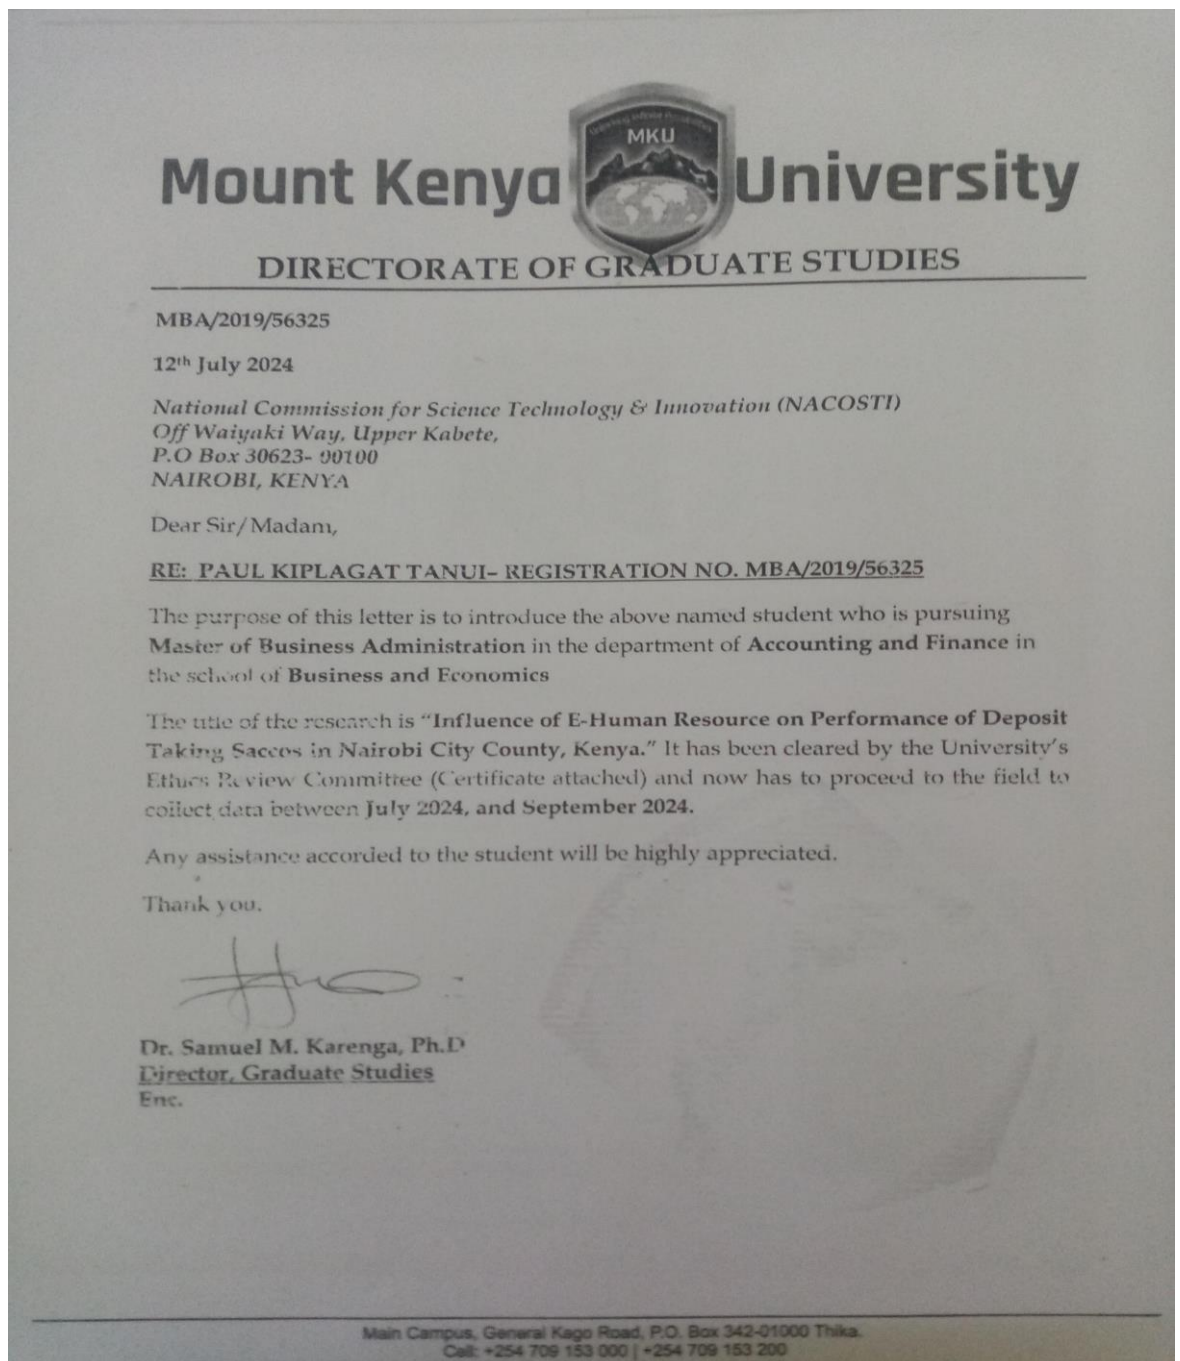 MKU
Mount Kenya University
DIRECTORATE OF GRADUATE STUDIES
MBA/2019/56325
12th July 2024
National Commission for Science Technology & Innovation (NACOSTI)
Off Waiyaki Way, Upper Kabete,
P.O Box 30623- 00100
NAIROBI, KENYA
Dear Sir/Madam,
RE: PAUL KIPLAGAT TANUI– REGISTRATION NO. MBA/2019/56325
The purpose of this letter is to introduce the above named student who is pursuing
Master of Business Administration in the department of Accounting and Finance in
the school of Business and Economics
The title of the research is “Influence of E-Human Resource on Performance of Deposit
Taking Saccos in Nairobi City County, Kenya.” It has been cleared by the University’s
Ethics Review Committee (Certificate attached) and now has to proceed to the field to
collect data between July 2024, and September 2024.
Any assistance accorded to the student will be highly appreciated.
Thank you.
Dr. Samuel M. Karenga, Ph.D
Director, Graduate Studies
Enc.
Main Campus, General Kago Road, P.O. Box 342-01000 Thika.
Cell: +254 709 153 000 | +254 709 153 200